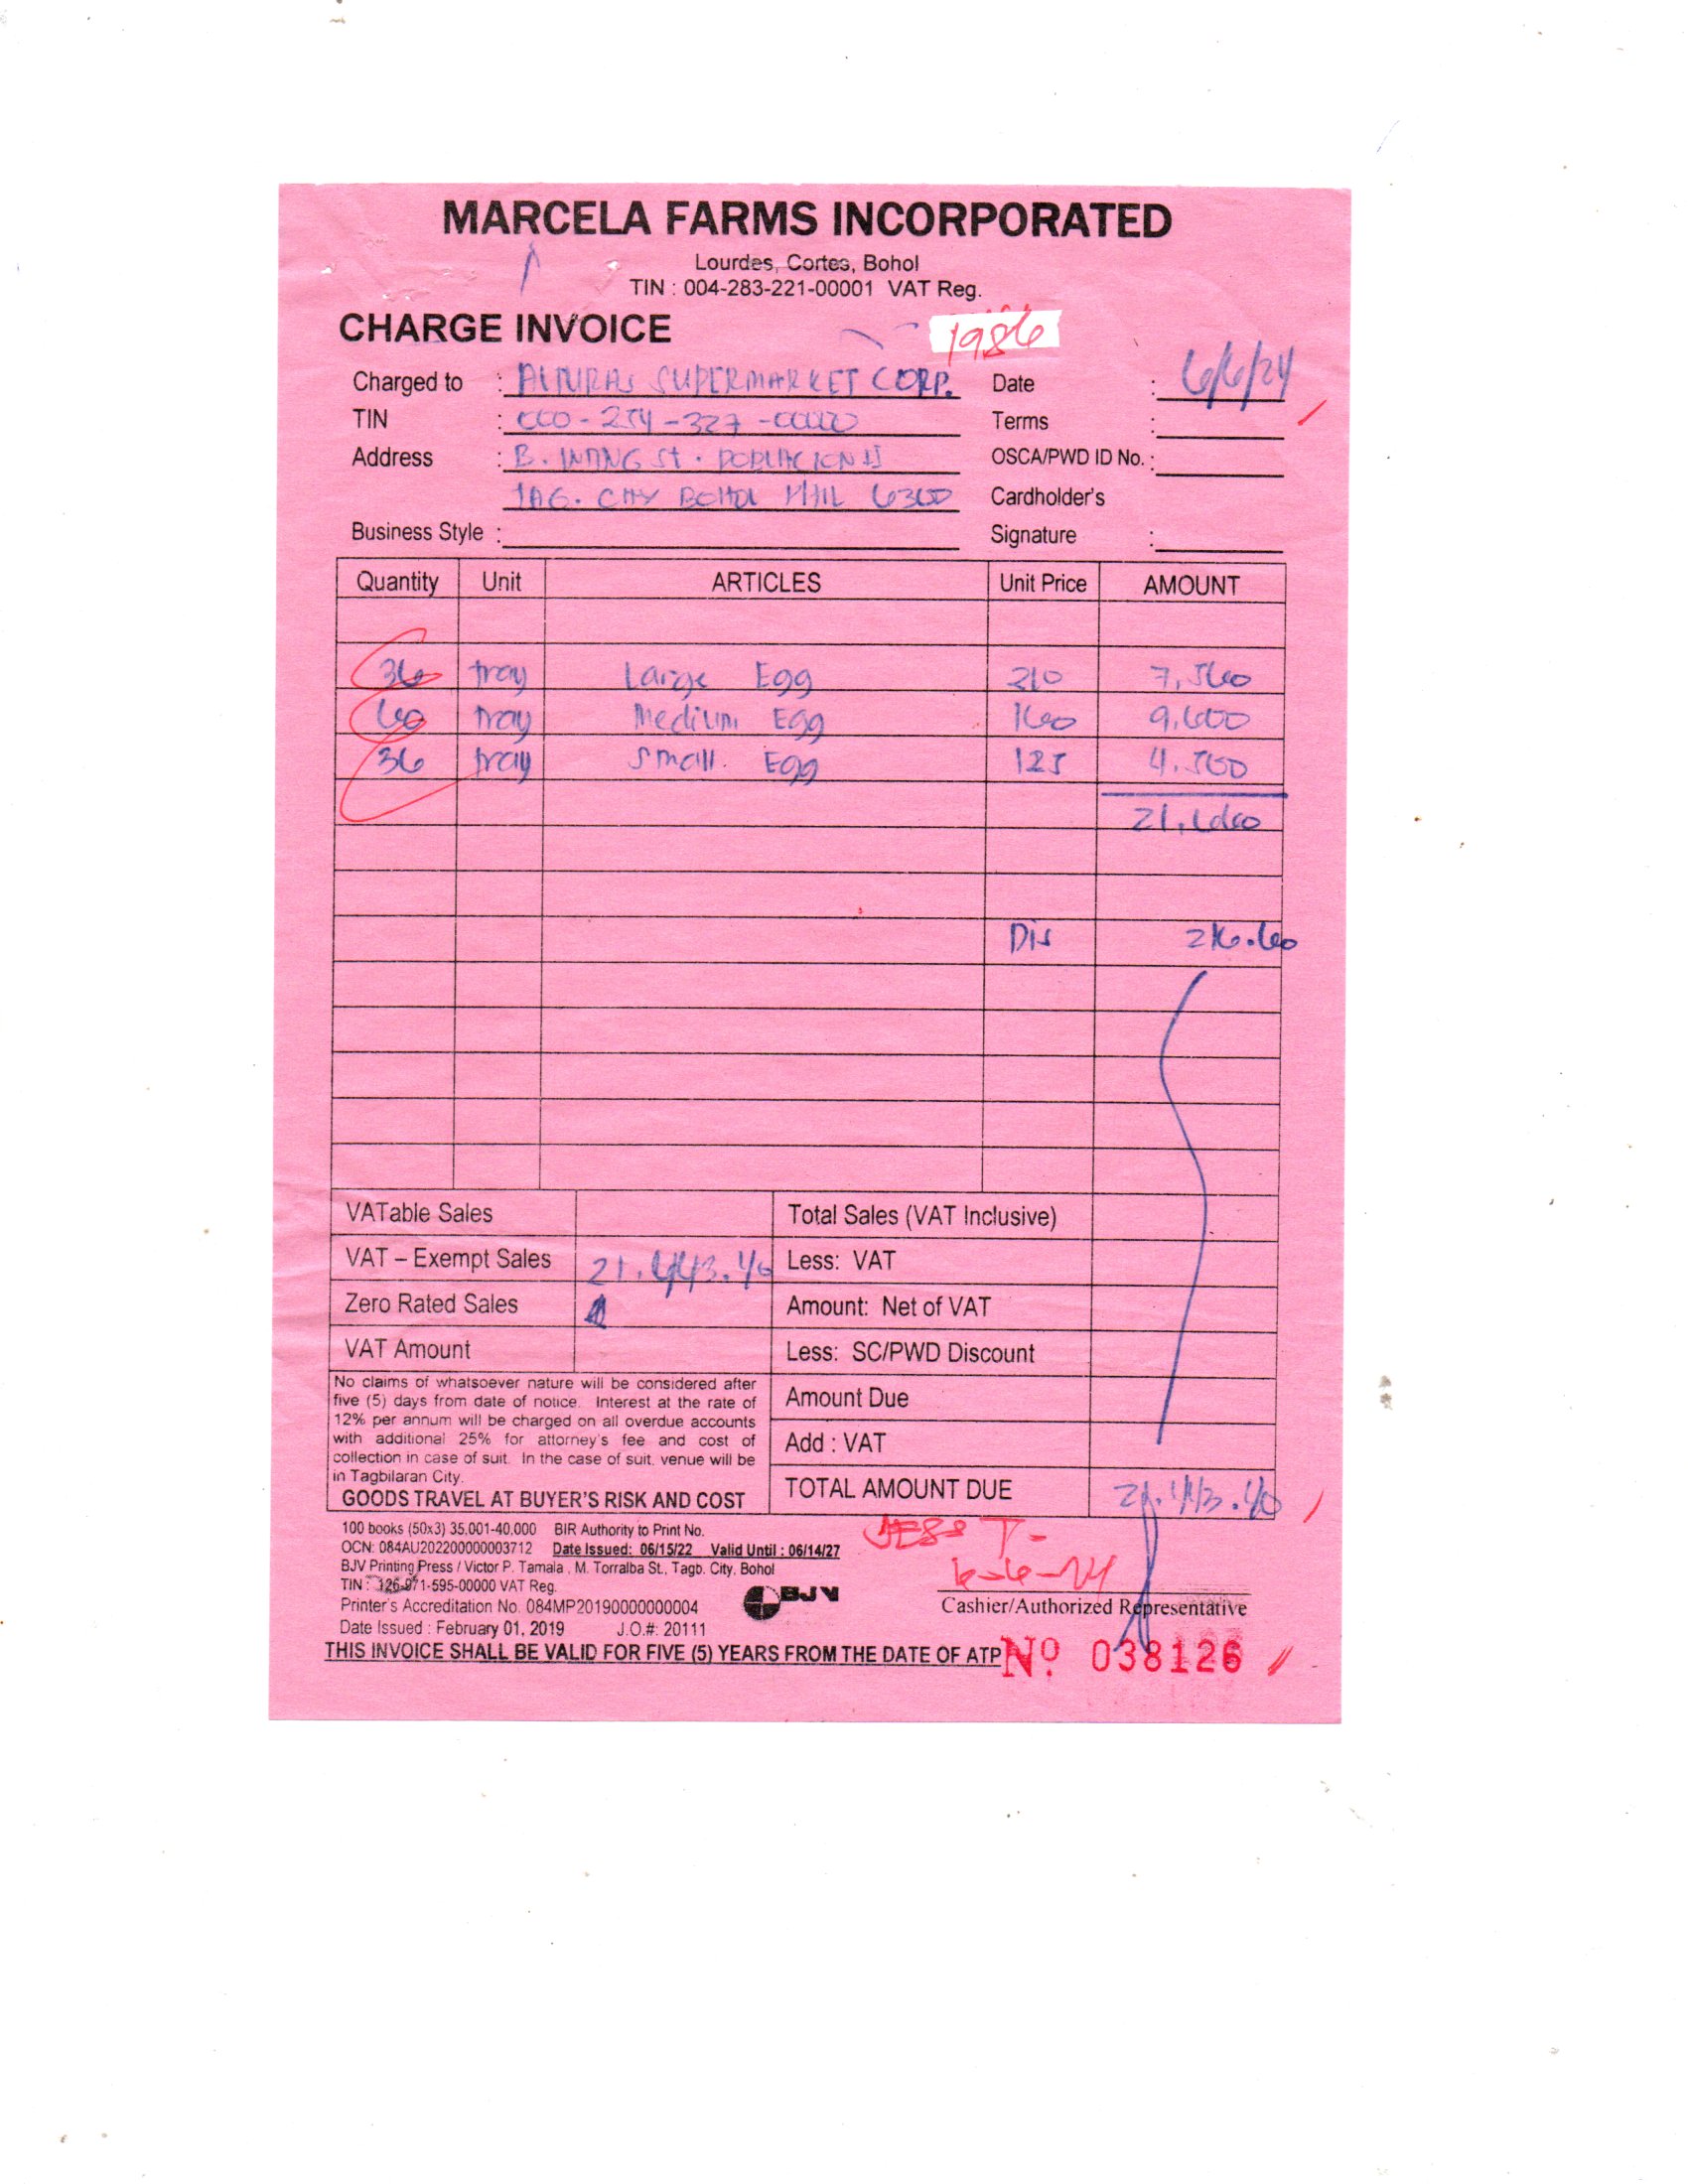 MARCELA FARMS INCORPORATED
Lourdes, Cortes, Bohol
TIN : 004-283-221-00001 VAT Reg.
CHARGE INVOICE
1986
Charged to : ALTURAS SUPERMARKET CORP. Date : 6/6/24
TIN : 000-254-327-00000 Terms :
Address : B. INTING St. POBLACION II OSCA/PWD ID No. :
TAG. CITY BOHOL PHIL 6300 Cardholder's
Business Style : Signature :
Quantity Unit ARTICLES Unit Price AMOUNT
36 tray Large Egg 210 7,560
60 tray Medium Egg 160 9,600
36 tray Small. Egg 125 4.500
21,660
Dis 216.60
VATable Sales Total Sales (VAT Inclusive)
VAT – Exempt Sales 21.443.40 Less: VAT
Zero Rated Sales Amount: Net of VAT
VAT Amount Less: SC/PWD Discount
No claims of whatsoever nature will be considered after
five (5) days from date of notice. Interest at the rate of
12% per annum will be charged on all overdue accounts
with additional 25% for attorney's fee and cost of
collection in case of suit. In the case of suit, venue will be
in Tagbilaran City.
GOODS TRAVEL AT BUYER'S RISK AND COST
Amount Due
Add : VAT
TOTAL AMOUNT DUE 21.443.40
100 books (50x3) 35,001-40,000 BIR Authority to Print No.
OCN: 084AU202200000003712 Date Issued: 06/15/22 Valid Until : 06/14/27
BJV Printing Press / Victor P. Tamala , M. Torralba St., Tagb. City, Bohol
TIN : 126-971-595-00000 VAT Reg.
Printer's Accreditation No. 084MP20190000000004
Date Issued : February 01, 2019 J.O.#: 20111
BJV
JESS T.
6-6-24
Cashier/Authorized Representative
THIS INVOICE SHALL BE VALID FOR FIVE (5) YEARS FROM THE DATE OF ATP
Nº 038126